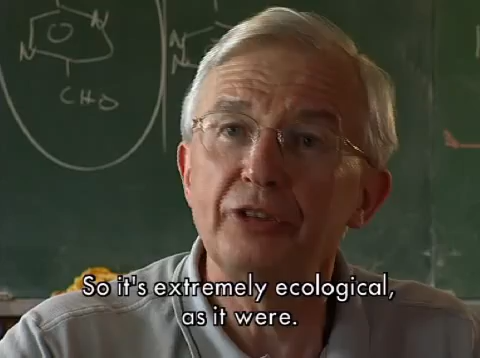 N
N
CHO
So it's extremely ecological,
as it were.